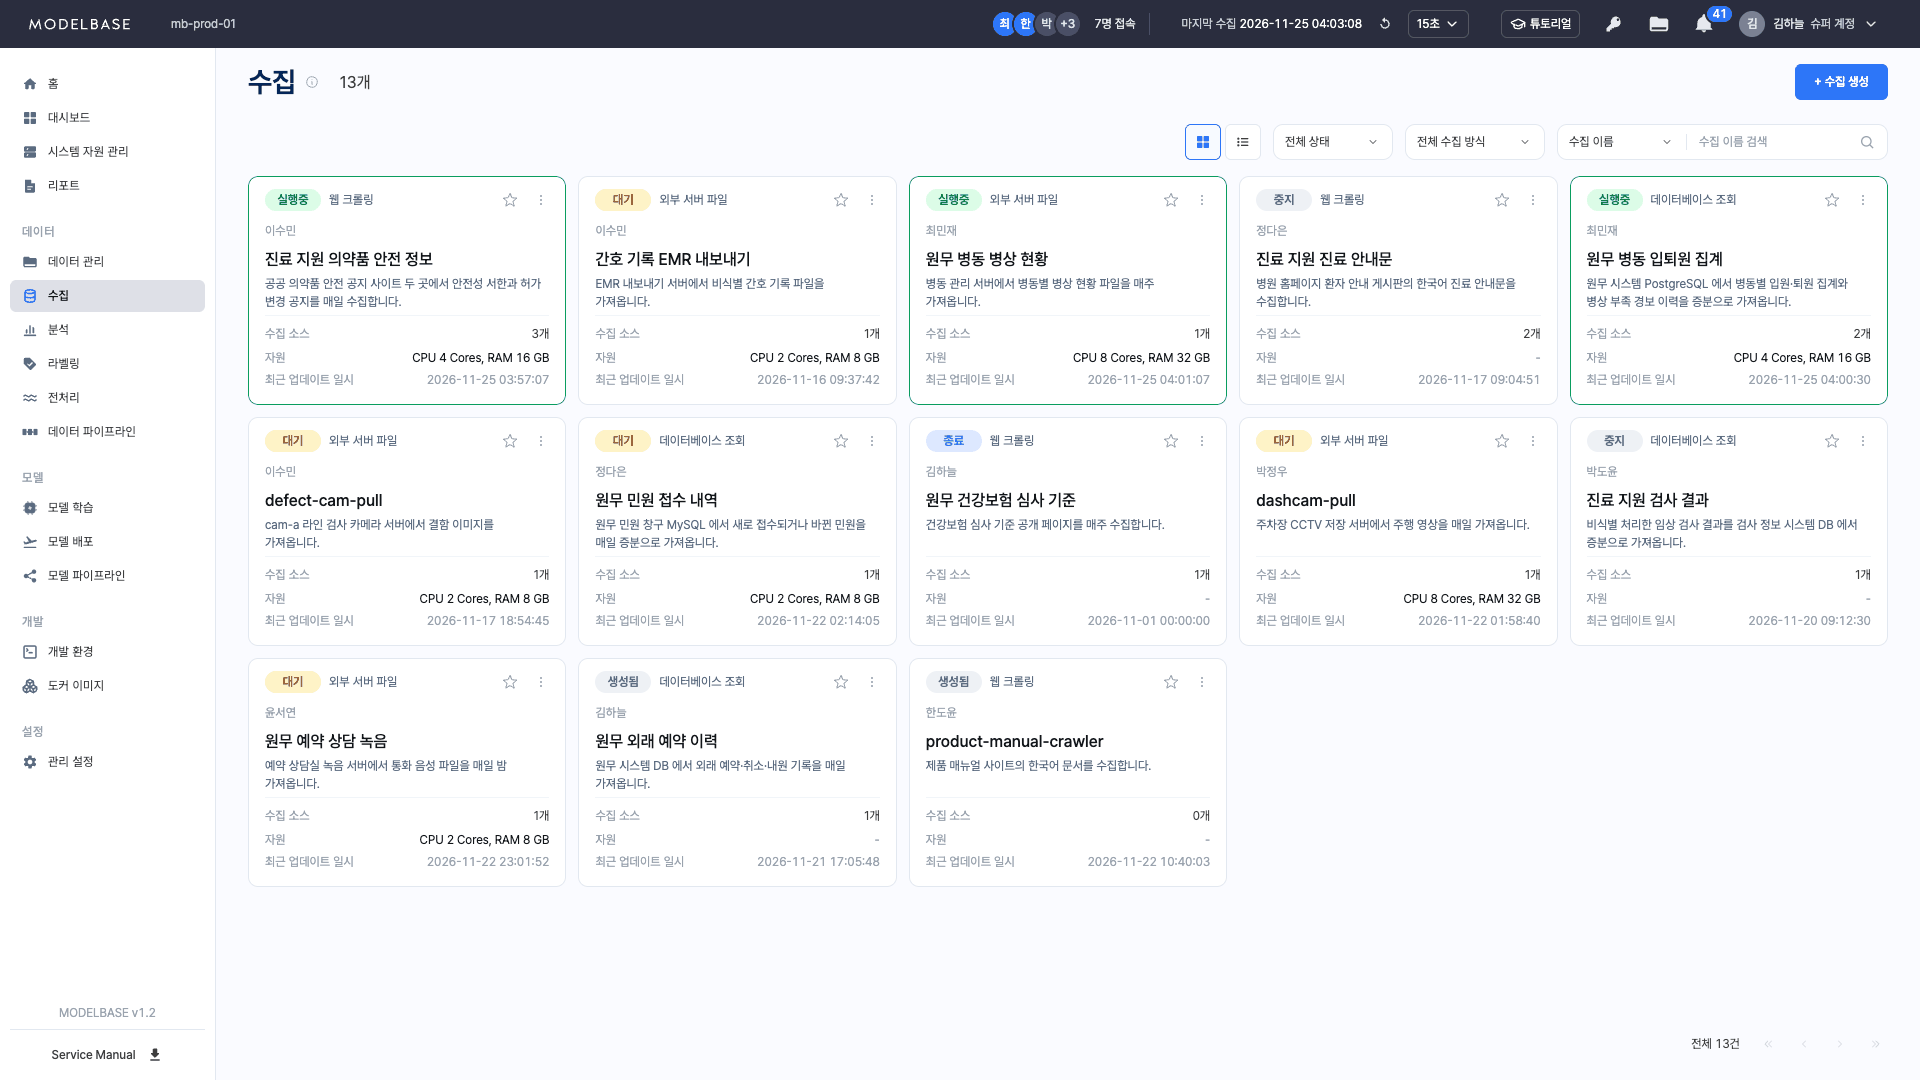 MODELBASE
mb-prod-01
최 한 박 +3 7명 접속
마지막 수집 2026-11-25 04:03:08
15초
튜토리얼
41
김 김하늘 슈퍼 계정
홈
대시보드
시스템 자원 관리
리포트
데이터
데이터 관리
수집
분석
라벨링
전처리
데이터 파이프라인
모델
모델 학습
모델 배포
모델 파이프라인
개발
개발 환경
도커 이미지
설정
관리 설정
MODELBASE v1.2
Service Manual
수집 13개
+ 수집 생성
전체 상태
전체 수집 방식
수집 이름
수집 이름 검색
실행중 웹 크롤링
이수민
진료 지원 의약품 안전 정보
공공 의약품 안전 공지 사이트 두 곳에서 안전성 서한과 허가
변경 공지를 매일 수집합니다.
수집 소스 3개
자원 CPU 4 Cores, RAM 16 GB
최근 업데이트 일시 2026-11-25 03:57:07
대기 외부 서버 파일
이수민
간호 기록 EMR 내보내기
EMR 내보내기 서버에서 비식별 간호 기록 파일을
가져옵니다.
수집 소스 1개
자원 CPU 2 Cores, RAM 8 GB
최근 업데이트 일시 2026-11-16 09:37:42
실행중 외부 서버 파일
최민재
원무 병동 병상 현황
병동 관리 서버에서 병동별 병상 현황 파일을 매주
가져옵니다.
수집 소스 1개
자원 CPU 8 Cores, RAM 32 GB
최근 업데이트 일시 2026-11-25 04:01:07
중지 웹 크롤링
정다은
진료 지원 진료 안내문
병원 홈페이지 환자 안내 게시판의 한국어 진료 안내문을
수집합니다.
수집 소스 2개
자원 -
최근 업데이트 일시 2026-11-17 09:04:51
실행중 데이터베이스 조회
최민재
원무 병동 입퇴원 집계
원무 시스템 PostgreSQL 에서 병동별 입원·퇴원 집계와
병상 부족 경보 이력을 증분으로 가져옵니다.
수집 소스 2개
자원 CPU 4 Cores, RAM 16 GB
최근 업데이트 일시 2026-11-25 04:00:30
대기 외부 서버 파일
이수민
defect-cam-pull
cam-a 라인 검사 카메라 서버에서 결함 이미지를
가져옵니다.
수집 소스 1개
자원 CPU 2 Cores, RAM 8 GB
최근 업데이트 일시 2026-11-17 18:54:45
대기 데이터베이스 조회
정다은
원무 민원 접수 내역
원무 민원 창구 MySQL 에서 새로 접수되거나 바뀐 민원을
매일 증분으로 가져옵니다.
수집 소스 1개
자원 CPU 2 Cores, RAM 8 GB
최근 업데이트 일시 2026-11-22 02:14:05
종료 웹 크롤링
김하늘
원무 건강보험 심사 기준
건강보험 심사 기준 공개 페이지를 매주 수집합니다.
수집 소스 1개
자원 -
최근 업데이트 일시 2026-11-01 00:00:00
대기 외부 서버 파일
박정우
dashcam-pull
주차장 CCTV 저장 서버에서 주행 영상을 매일 가져옵니다.
수집 소스 1개
자원 CPU 8 Cores, RAM 32 GB
최근 업데이트 일시 2026-11-22 01:58:40
중지 데이터베이스 조회
박도윤
진료 지원 검사 결과
비식별 처리한 임상 검사 결과를 검사 정보 시스템 DB 에서
증분으로 가져옵니다.
수집 소스 1개
자원 -
최근 업데이트 일시 2026-11-20 09:12:30
대기 외부 서버 파일
윤서연
원무 예약 상담 녹음
예약 상담실 녹음 서버에서 통화 음성 파일을 매일 밤
가져옵니다.
수집 소스 1개
자원 CPU 2 Cores, RAM 8 GB
최근 업데이트 일시 2026-11-22 23:01:52
생성됨 데이터베이스 조회
김하늘
원무 외래 예약 이력
원무 시스템 DB 에서 외래 예약·취소·내원 기록을 매일
가져옵니다.
수집 소스 1개
자원 -
최근 업데이트 일시 2026-11-21 17:05:48
생성됨 웹 크롤링
한도윤
product-manual-crawler
제품 매뉴얼 사이트의 한국어 문서를 수집합니다.
수집 소스 0개
자원 -
최근 업데이트 일시 2026-11-22 10:40:03
전체 13건